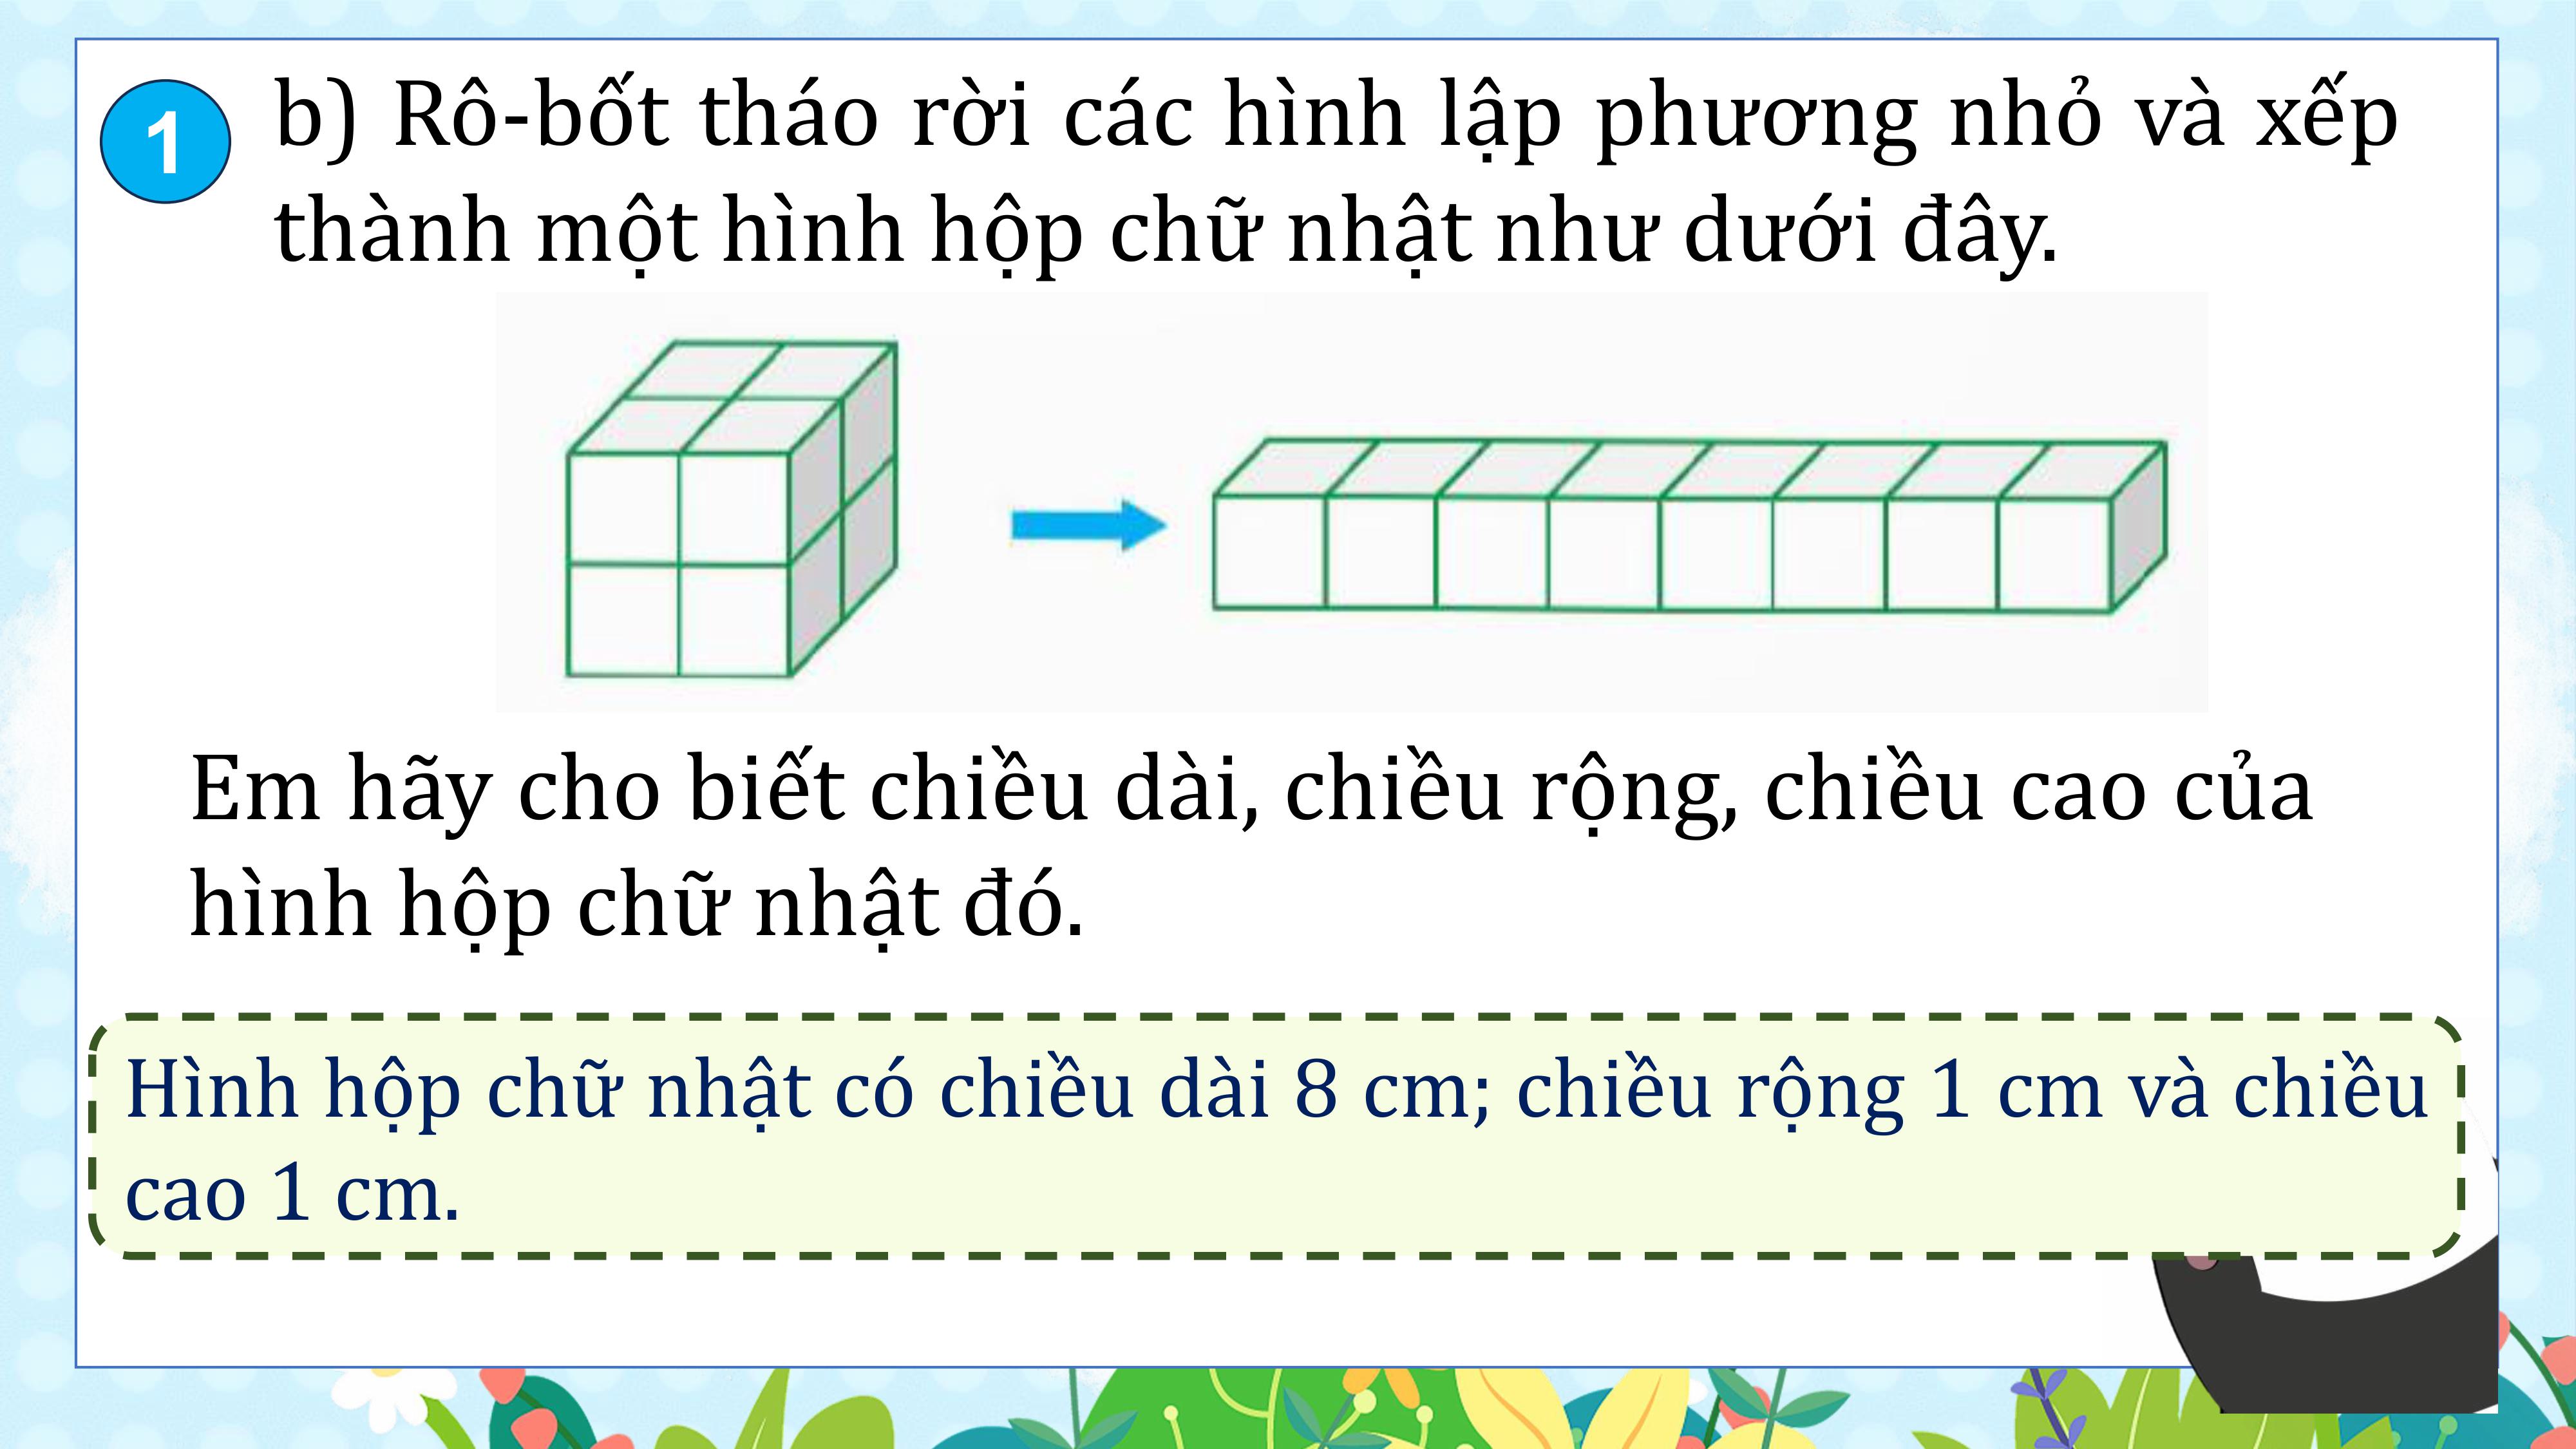 1
b) Rô-bốt tháo rời các hình lập phương nhỏ và xếp
thành một hình hộp chữ nhật như dưới đây.
Em hãy cho biết chiều dài, chiều rộng, chiều cao của
hình hộp chữ nhật đó.
Hình hộp chữ nhật có chiều dài 8 cm; chiều rộng 1 cm và chiều
cao 1 cm.